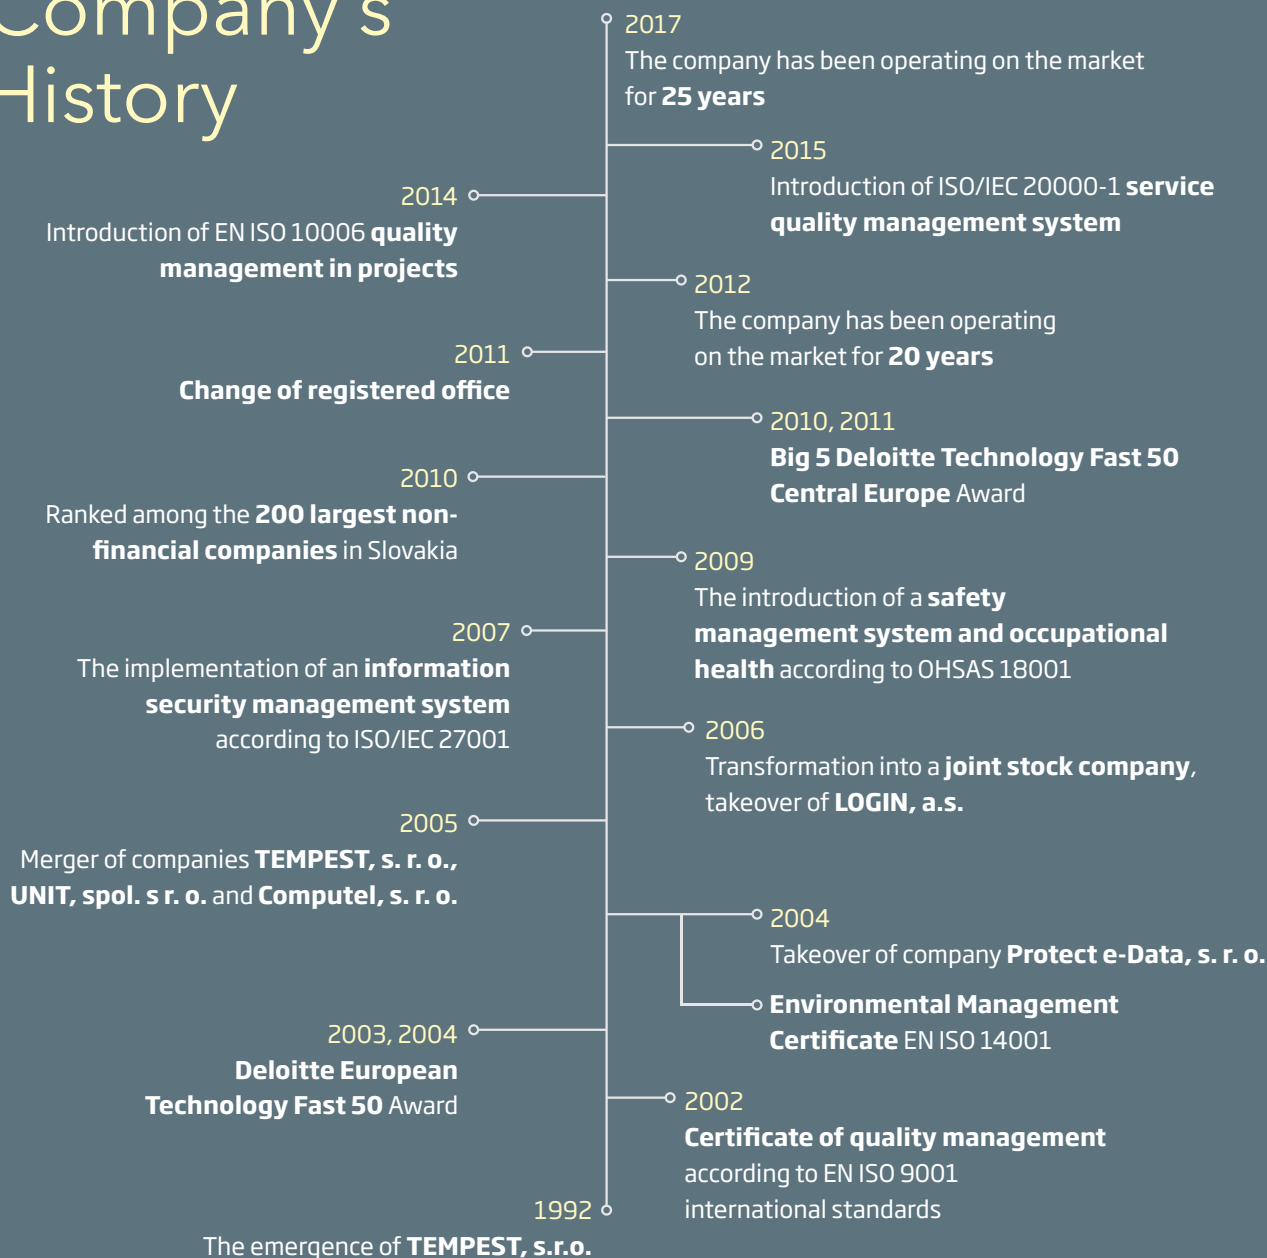 Company's
History
2017
The company has been operating on the market
for 25 years
2015
Introduction of ISO/IEC 20000-1 service
quality management system
2014
Introduction of EN ISO 10006 quality
management in projects
2012
The company has been operating
on the market for 20 years
2011
Change of registered office
2010, 2011
Big 5 Deloitte Technology Fast 50
Central Europe Award
2010
Ranked among the 200 largest non-
financial companies in Slovakia
2009
The introduction of a safety
management system and occupational
health according to OHSAS 18001
2007
The implementation of an information
security management system
according to ISO/IEC 27001
2006
Transformation into a joint stock company,
takeover of LOGIN, a.s.
2005
Merger of companies TEMPEST, s. r. o.,
UNIT, spol. s r. o. and Computel, s. r. o.
2004
Takeover of company Protect e-Data, s. r. o.
Environmental Management
Certificate EN ISO 14001
2003, 2004
Deloitte European
Technology Fast 50 Award
2002
Certificate of quality management
according to EN ISO 9001
international standards
1992
The emergence of TEMPEST, s.r.o.